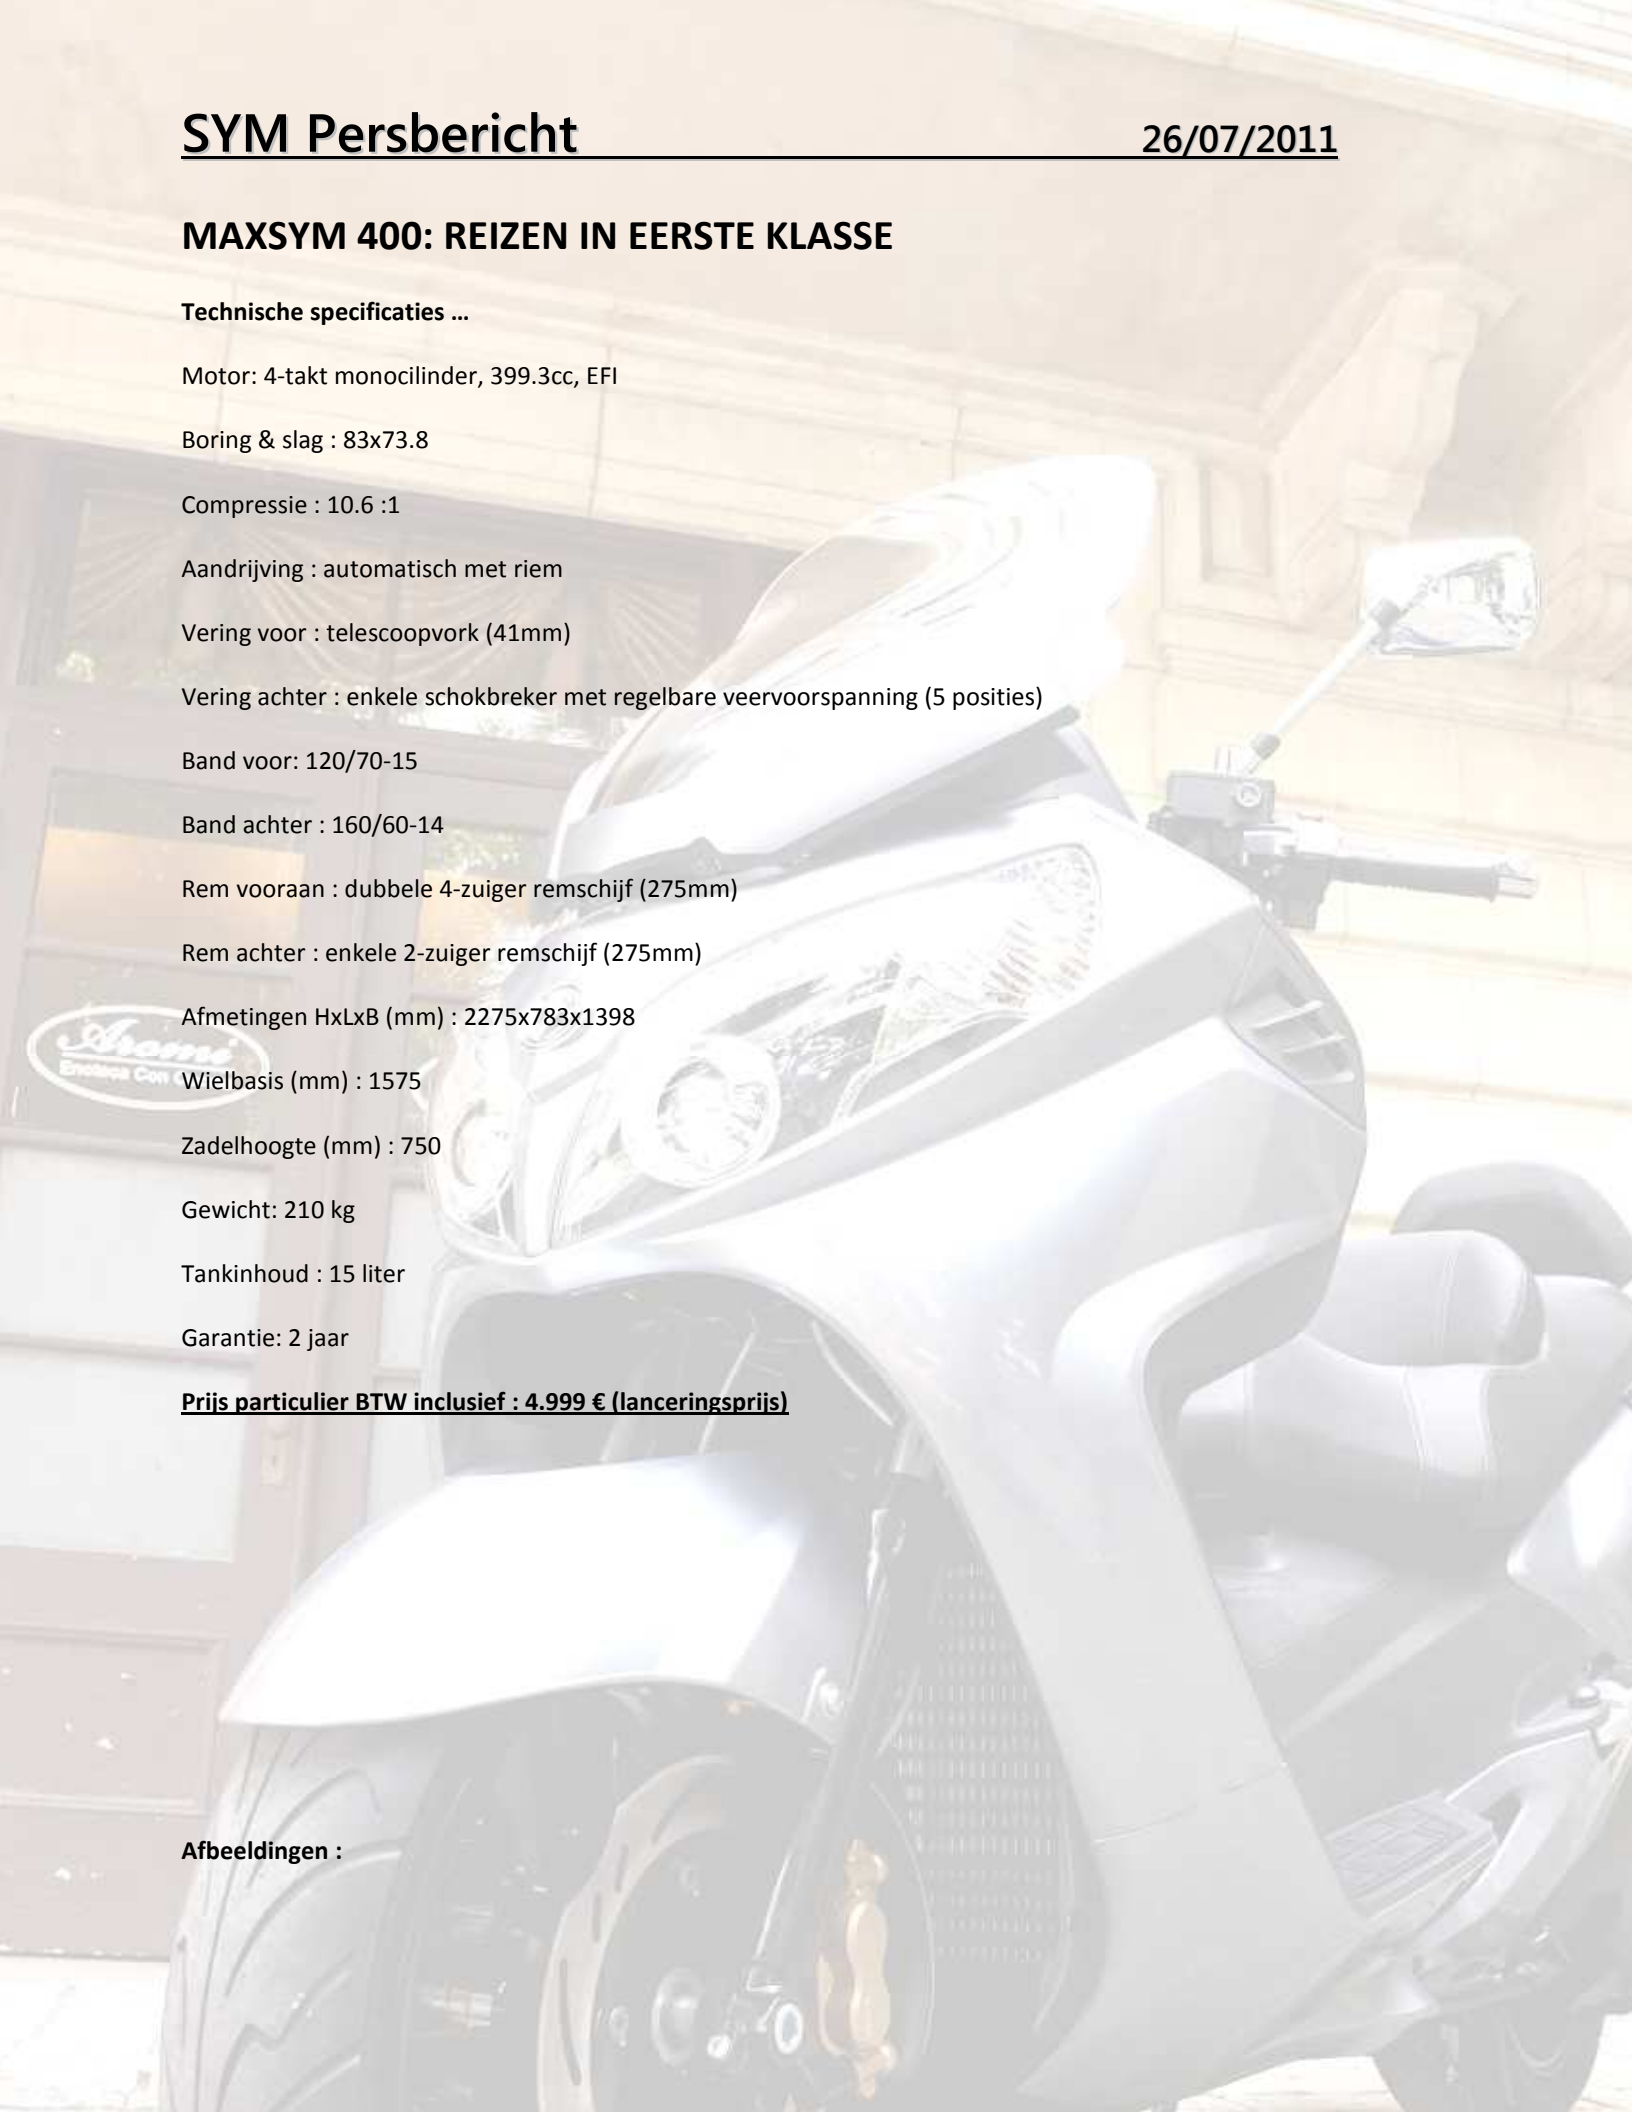 SYM Persbericht 26/07/2011
MAXSYM 400: REIZEN IN EERSTE KLASSE
Technische specificaties …
Motor: 4-takt monocilinder, 399.3cc, EFI
Boring & slag : 83x73.8
Compressie : 10.6 :1
Aandrijving : automatisch met riem
Vering voor : telescoopvork (41mm)
Vering achter : enkele schokbreker met regelbare veervoorspanning (5 posities)
Band voor: 120/70-15
Band achter : 160/60-14
Rem vooraan : dubbele 4-zuiger remschijf (275mm)
Rem achter : enkele 2-zuiger remschijf (275mm)
Afmetingen HxLxB (mm) : 2275x783x1398
Arami
Enoteca Con
Wielbasis (mm) : 1575
Zadelhoogte (mm) : 750
Gewicht: 210 kg
Tankinhoud : 15 liter
Garantie: 2 jaar
Prijs particulier BTW inclusief : 4.999 € (lanceringsprijs)
Afbeeldingen :